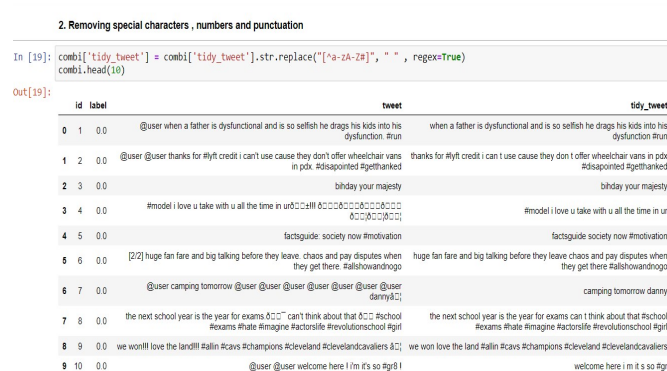 2. Removing special characters , numbers and punctuation
In [19]: combi['tidy_tweet'] = combi['tidy_tweet'].str.replace("[^a-zA-Z#]", " " , regex=True)
combi.head(10)
Out[19]:
id label tweet tidy_tweet
0 1 0.0 @user when a father is dysfunctional and is so selfish he drags his kids into his when a father is dysfunctional and is so selfish he drags his kids into his
dysfunction. #run dysfunction #run
1 2 0.0 @user @user thanks for #lyft credit i can't use cause they don't offer wheelchair vans thanks for #lyft credit i can t use cause they don t offer wheelchair vans in pdx
in pdx. #disapointed #getthanked #disapointed #getthanked
2 3 0.0 bihday your majesty bihday your majesty
3 4 0.0 #model i love u take with u all the time in urð□□±!!! ð□□□ð□□□ð□□□ð□□□ #model i love u take with u all the time in ur
ð□□¦ð□□¦ð□□¦
4 5 0.0 factsguide: society now #motivation factsguide society now #motivation
5 6 0.0 [2/2] huge fan fare and big talking before they leave. chaos and pay disputes when huge fan fare and big talking before they leave chaos and pay disputes when
they get there. #allshowandnogo they get there #allshowandnogo
6 7 0.0 @user camping tomorrow @user @user @user @user @user @user @user camping tomorrow danny
dannyâ□¦
7 8 0.0 the next school year is the year for exams.ð□□¯ can't think about that ð□□ #school the next school year is the year for exams can t think about that #school
#exams #hate #imagine #actorslife #revolutionschool #girl #exams #hate #imagine #actorslife #revolutionschool #girl
8 9 0.0 we won!!! love the land!!! #allin #cavs #champions #cleveland #clevelandcavaliers â□¦ we won love the land #allin #cavs #champions #cleveland #clevelandcavaliers
9 10 0.0 @user @user welcome here ! i'm it's so #gr8 ! welcome here i m it s so #gr